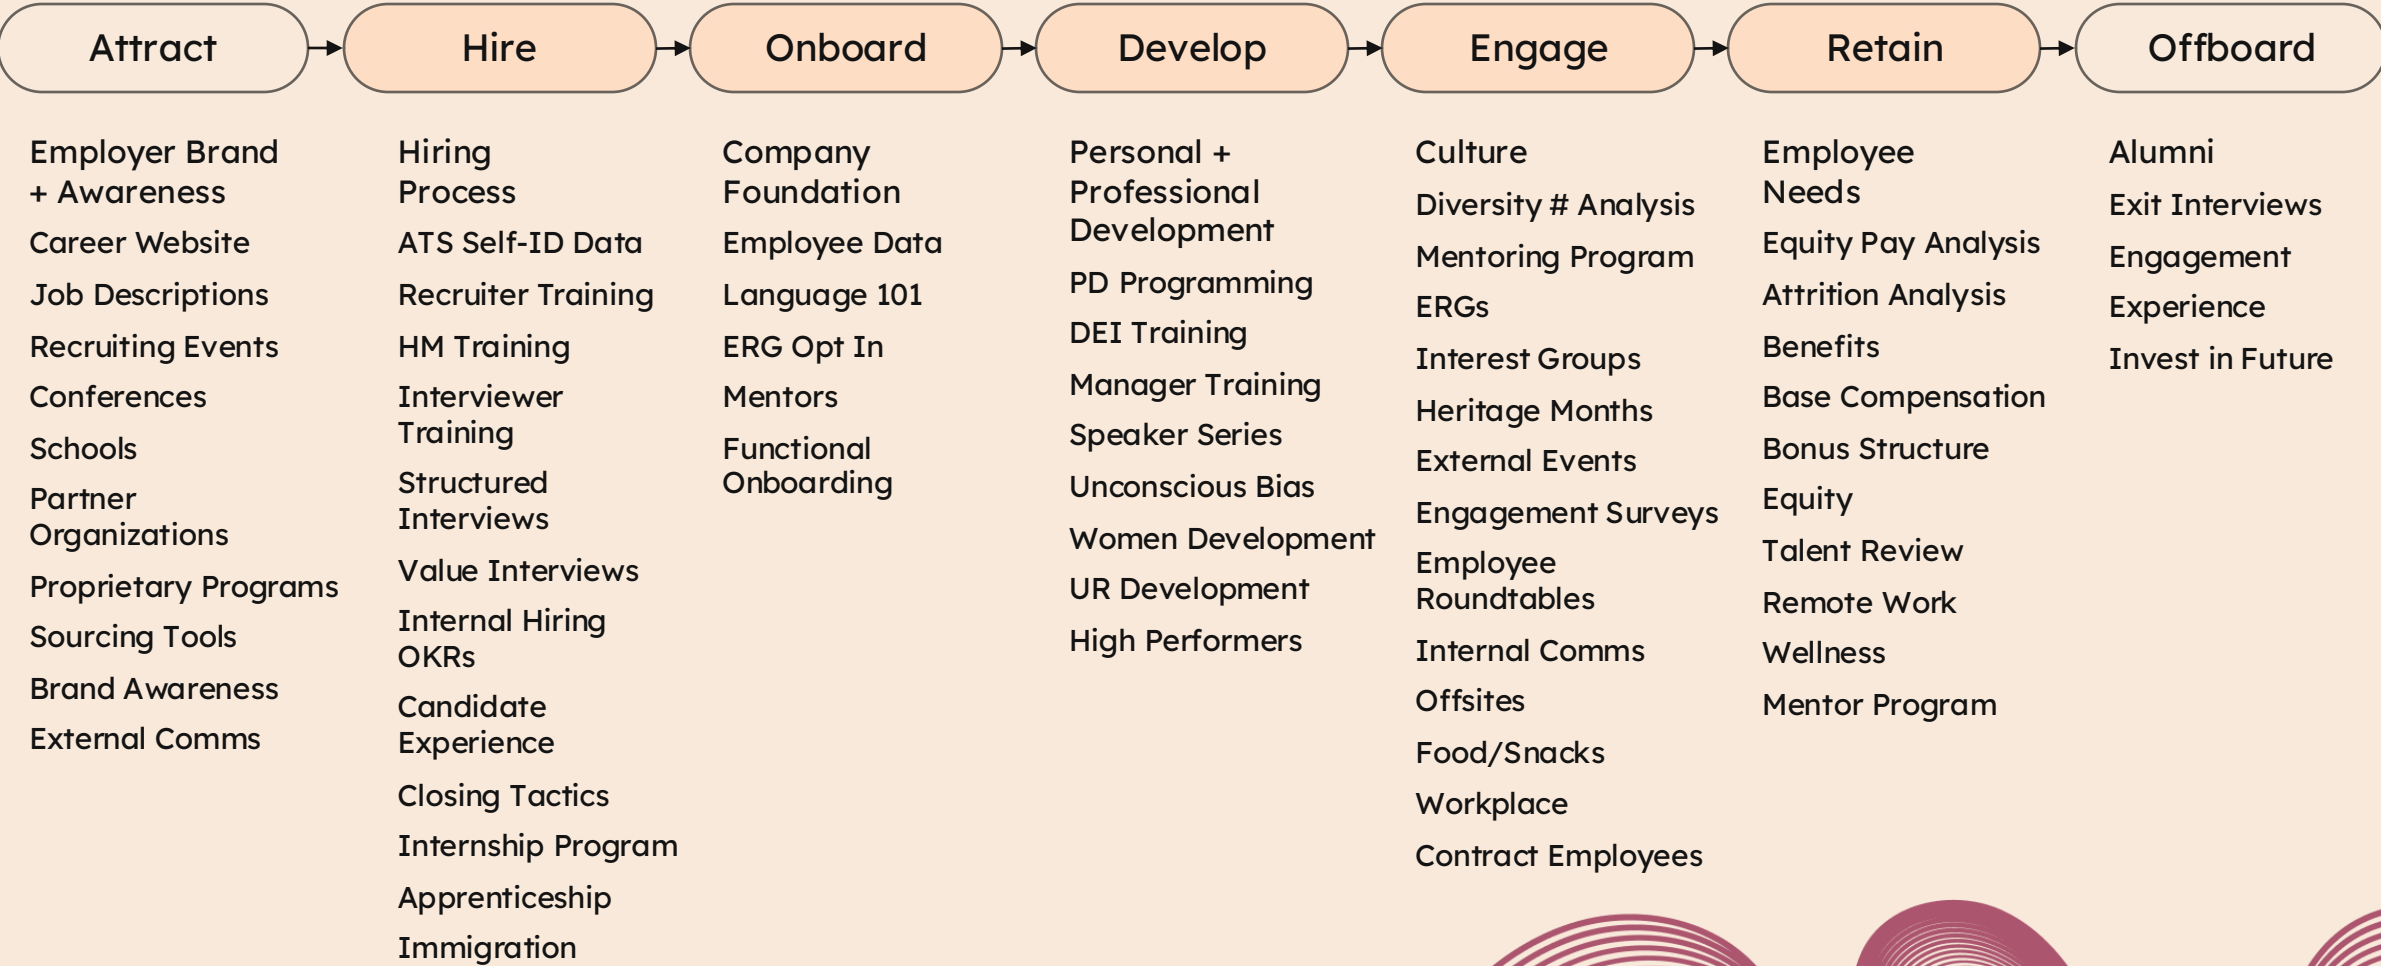 Attract
Hire
Onboard
Develop
Engage
Retain
Offboard
Employer Brand
+ Awareness
Career Website
Job Descriptions
Recruiting Events
Conferences
Schools
Partner
Organizations
Proprietary Programs
Sourcing Tools
Brand Awareness
External Comms
Hiring
Process
ATS Self-ID Data
Recruiter Training
HM Training
Interviewer
Training
Structured
Interviews
Value Interviews
Internal Hiring
OKRs
Candidate
Experience
Closing Tactics
Internship Program
Apprenticeship
Immigration
Company
Foundation
Employee Data
Language 101
ERG Opt In
Mentors
Functional
Onboarding
Personal +
Professional
Development
PD Programming
DEI Training
Manager Training
Speaker Series
Unconscious Bias
Women Development
UR Development
High Performers
Culture
Diversity # Analysis
Mentoring Program
ERGs
Interest Groups
Heritage Months
External Events
Engagement Surveys
Employee
Roundtables
Internal Comms
Offsites
Food/Snacks
Workplace
Contract Employees
Employee
Needs
Equity Pay Analysis
Attrition Analysis
Benefits
Base Compensation
Bonus Structure
Equity
Talent Review
Remote Work
Wellness
Mentor Program
Alumni
Exit Interviews
Engagement
Experience
Invest in Future